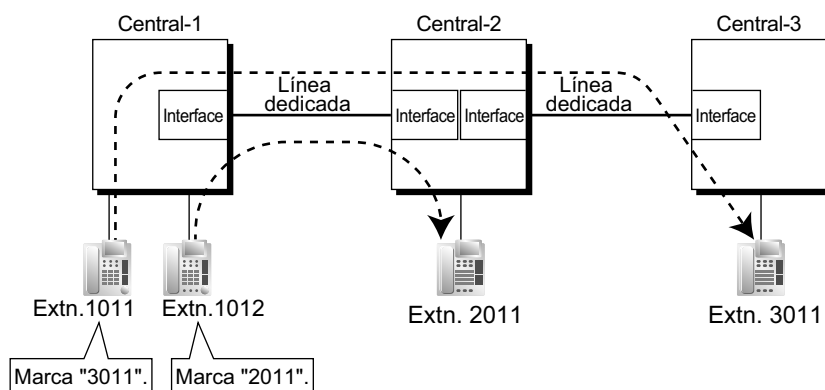 Central-1
Central-2
Central-3
Línea
dedicada
Línea
dedicada
Interface
Interface
Interface
Interface
Extn.1011
Extn.1012
Extn. 2011
Extn. 3011
Marca "3011".
Marca "2011".